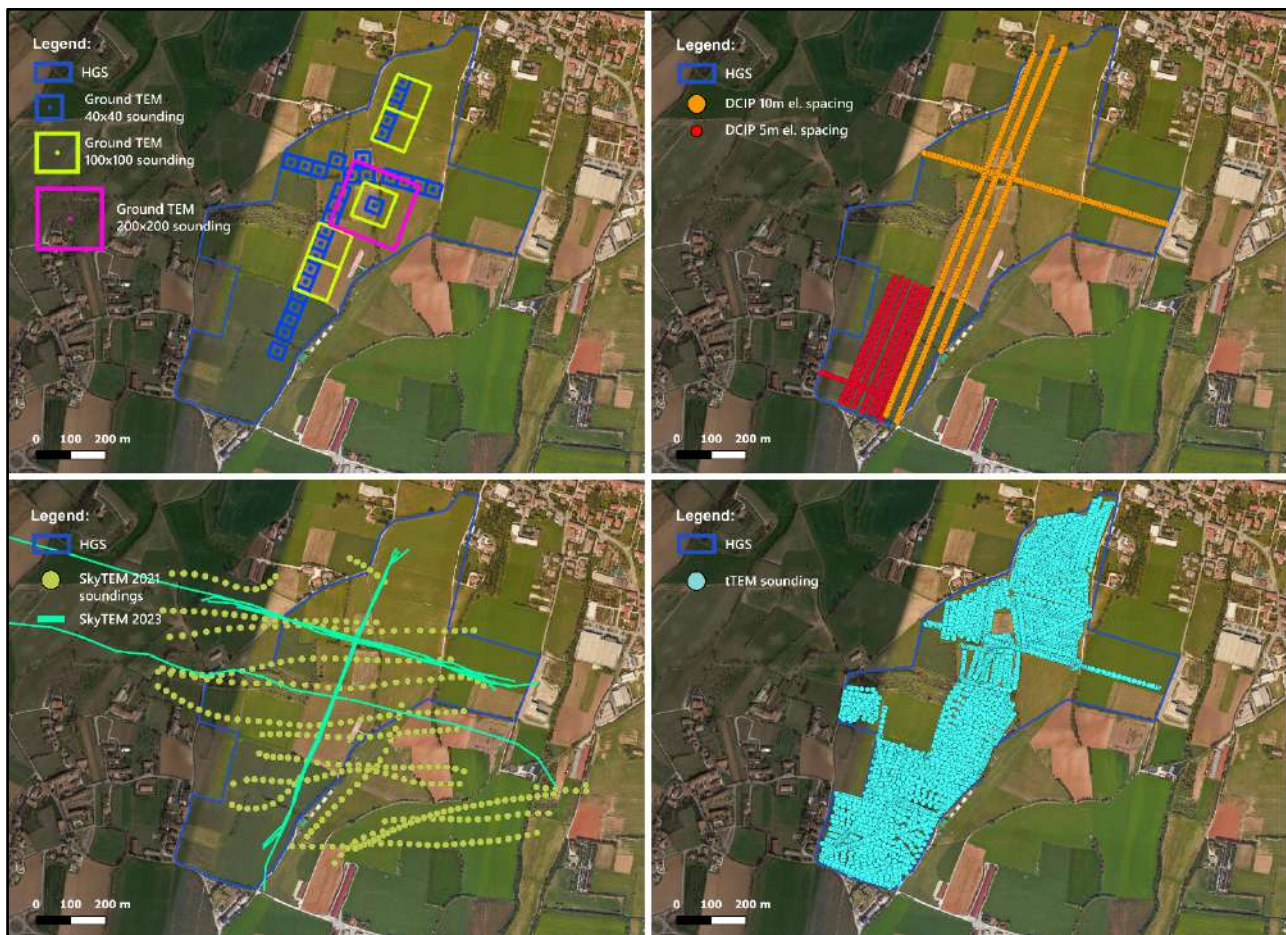 Legend:
HGS
Ground TEM
40x40 sounding
Ground TEM
100x100 sounding
Ground TEM
200x200 sounding
0 100 200 m
Legend:
HGS
DCIP 10m el. spacing
DCIP 5m el. spacing
0 100 200 m
Legend:
HGS
SkyTEM 2021
soundings
SkyTEM 2023
0 100 200 m
Legend:
HGS
tTEM sounding
0 100 200 m